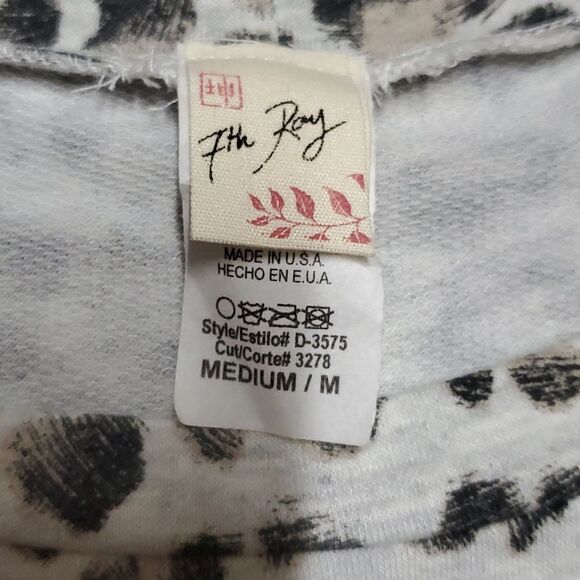 7th Ray
MADE IN U.S.A.
HECHO EN E.U.A.
Style/Estilo# D-3575
Cut/Corte# 3278
MEDIUM / M